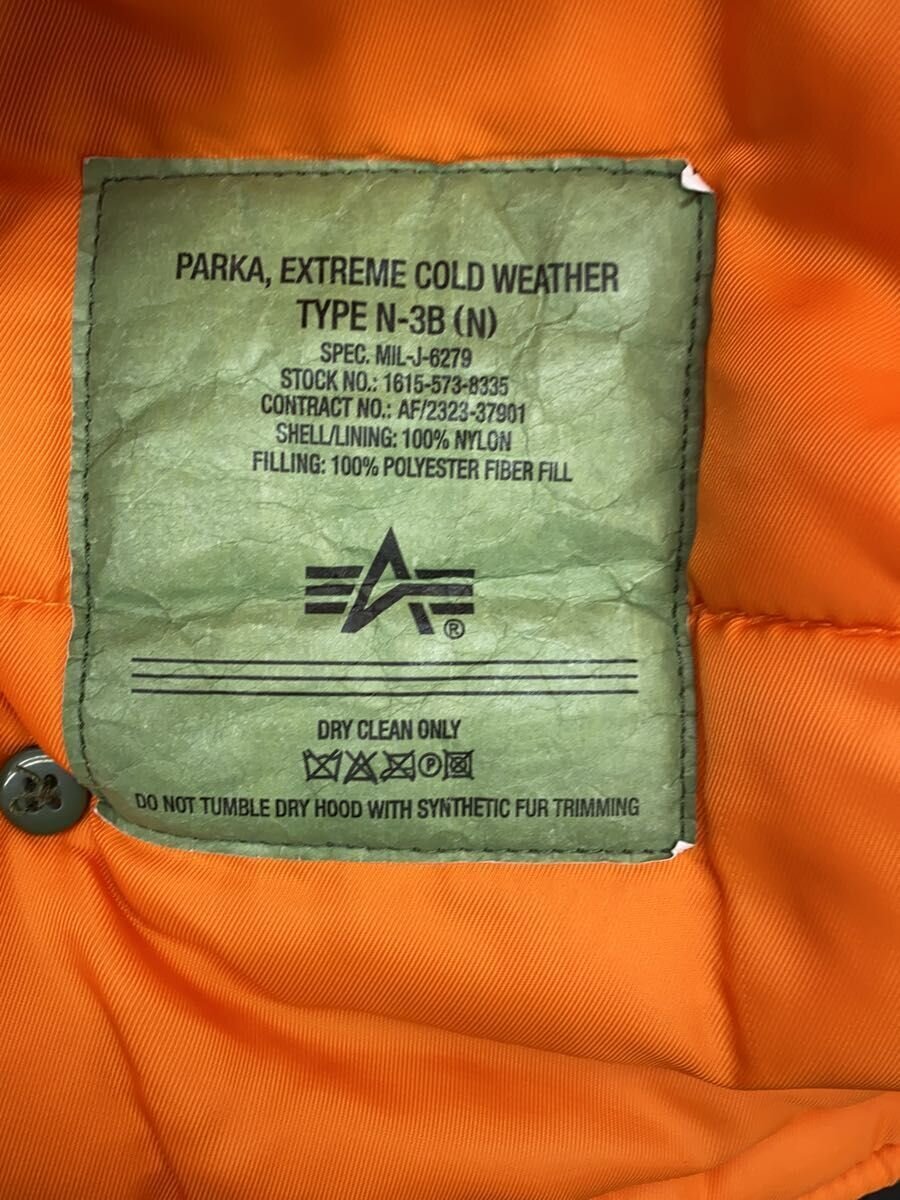 PARKA, EXTREME COLD WEATHER
TYPE N-3B (N)
SPEC. MIL-J-6279
STOCK NO.: 1615-573-8335
CONTRACT NO.: AF/2323-37901
SHELL/LINING: 100% NYLON
FILLING: 100% POLYESTER FIBER FILL
®
DRY CLEAN ONLY
P
DO NOT TUMBLE DRY HOOD WITH SYNTHETIC FUR TRIMMING